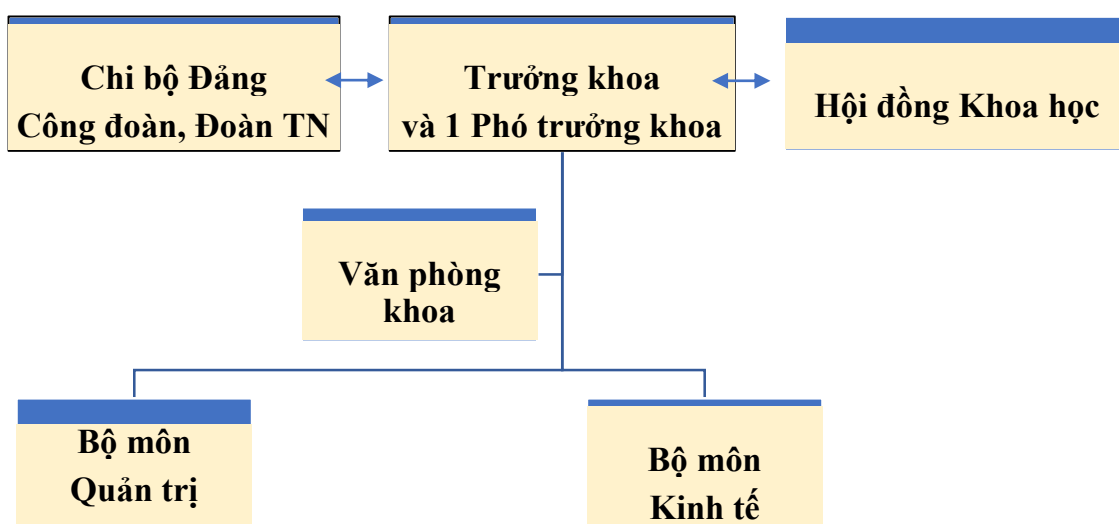 Chi bộ Đảng
Công đoàn, Đoàn TN
Trưởng khoa
và 1 Phó trưởng khoa
Hội đồng Khoa học
Văn phòng
khoa
Bộ môn
Quản trị
Bộ môn
Kinh tế